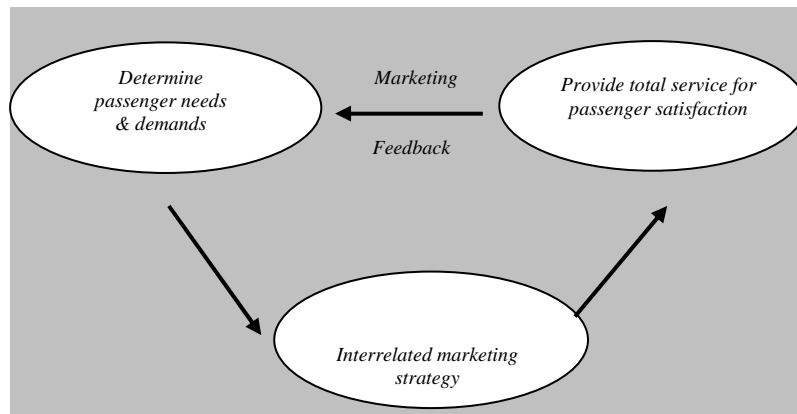 Determine
passenger needs
& demands
Marketing
Feedback
Provide total service for
passenger satisfaction
Interrelated marketing
strategy